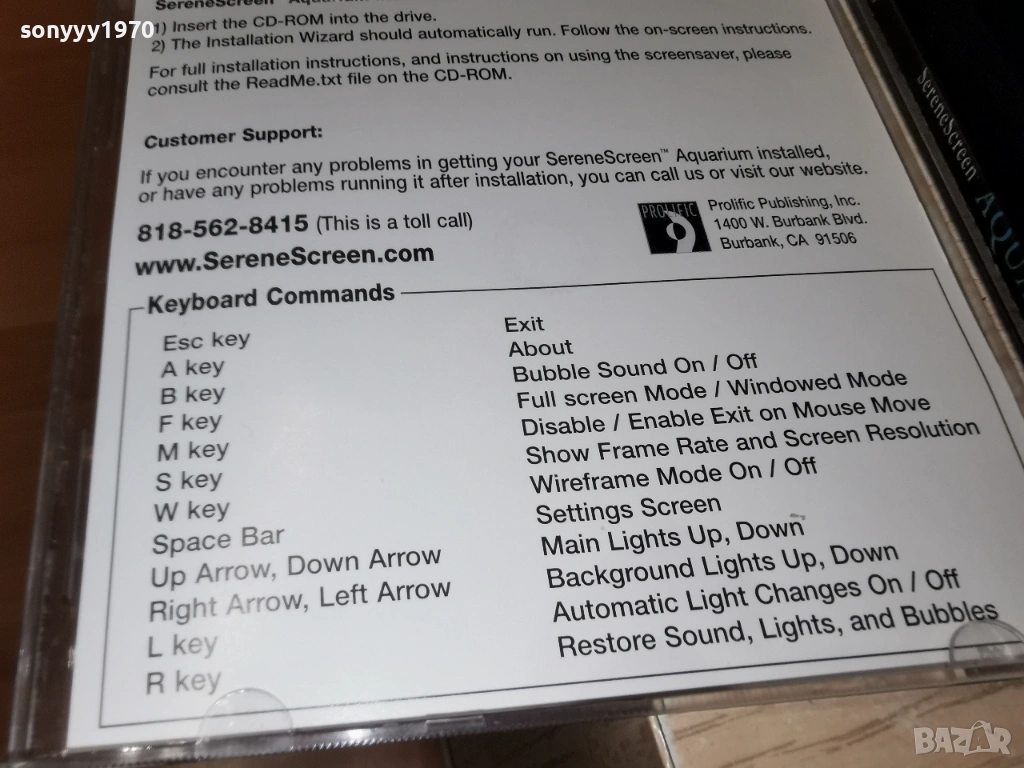 sonyyy1970
SereneScreen™ Aquarium
1) Insert the CD-ROM into the drive.
2) The Installation Wizard should automatically run. Follow the on-screen instructions.
For full installation instructions, and instructions on using the screensaver, please
consult the ReadMe.txt file on the CD-ROM.
Customer Support:
If you encounter any problems in getting your SereneScreen™ Aquarium installed,
or have any problems running it after installation, you can call us or visit our website.
818-562-8415 (This is a toll call)
www.SereneScreen.com
PROLIFIC
Prolific Publishing, Inc.
1400 W. Burbank Blvd.
Burbank, CA 91506
Keyboard Commands
Esc key Exit
A key About
B key Bubble Sound On / Off
F key Full screen Mode / Windowed Mode
M key Disable / Enable Exit on Mouse Move
S key Show Frame Rate and Screen Resolution
W key Wireframe Mode On / Off
Space Bar Settings Screen
Up Arrow, Down Arrow Main Lights Up, Down
Right Arrow, Left Arrow Background Lights Up, Down
L key Automatic Light Changes On / Off
R key Restore Sound, Lights, and Bubbles
SereneScreen
BAZAR